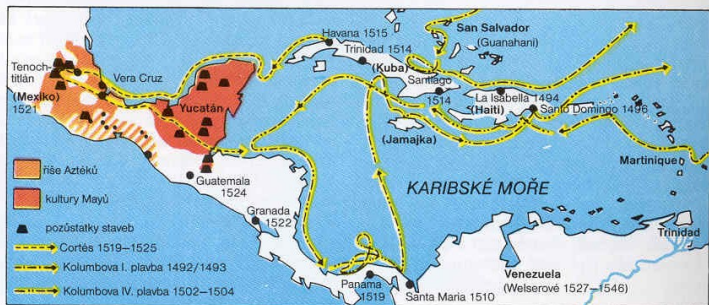 Havana 1515
Trinidad 1514
San Salvador
(Guanahani)
Tenoch-
titlán
Vera Cruz
(Kuba)
Santiago
1514
La Isabella 1494
(Haiti)
Santo Domingo 1496
(Mexiko)
1521
Yucatán
(Jamajka)
Martinique
říše Aztéků
kultury Mayů
Guatemala
1524
KARIBSKÉ MOŘE
pozůstatky staveb
Granada
1522
Trinidad
Cortés 1519—1525
Kolumbova I. plavba 1492/1493
Kolumbova IV. plavba 1502—1504
Panama
1519
Santa Maria 1510
Venezuela
(Welserové 1527—1546)